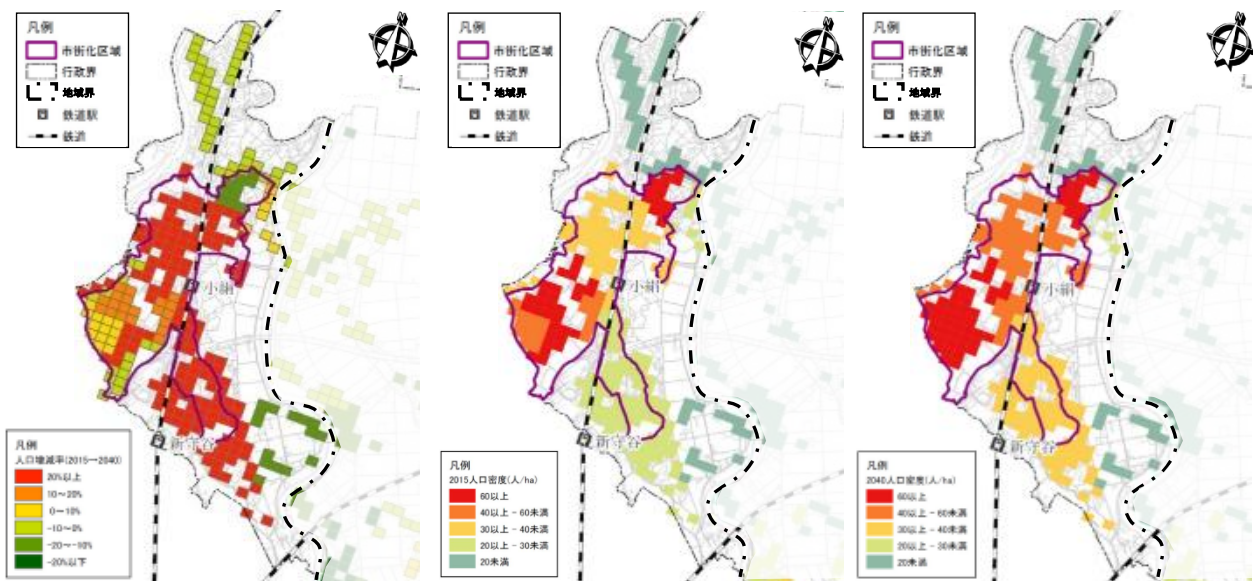 凡例
市街化区域
行政界
地域界
鉄道駅
鉄道
小絹
新守谷
凡例
人口増減率(2015→2040)
20%以上
10～20%
0～10%
-10～0%
-20～-10%
-20%以下
凡例
市街化区域
行政界
地域界
鉄道駅
鉄道
小絹
新守谷
凡例
2015人口密度(人/ha)
60以上
40以上 - 60未満
30以上 - 40未満
20以上 - 30未満
20未満
凡例
市街化区域
行政界
地域界
鉄道駅
鉄道
小絹
新守谷
凡例
2040人口密度(人/ha)
60以上
40以上 - 60未満
30以上 - 40未満
20以上 - 30未満
20未満